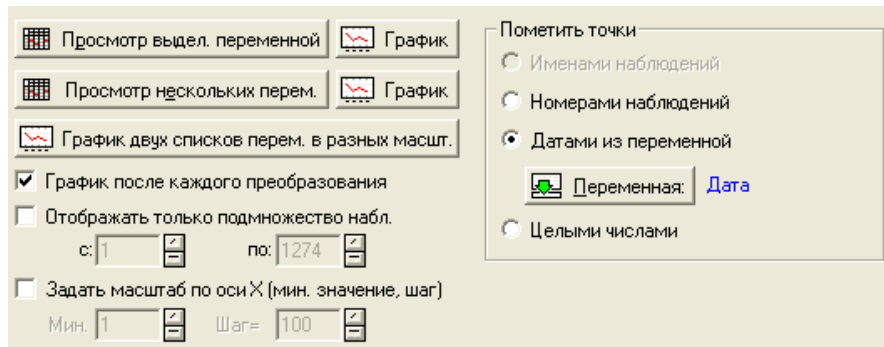 Просмотр выдел. переменной График
Просмотр нескольких перем. График
График двух списков перем. в разных масшт.
График после каждого преобразования
Отображать только подмножество набл.
с: 1 по: 1274
Задать масштаб по оси X (мин. значение, шаг)
Мин. 1 Шаг= 100
Пометить точки
Именами наблюдений
Номерами наблюдений
Датами из переменной
Переменная: Дата
Целыми числами